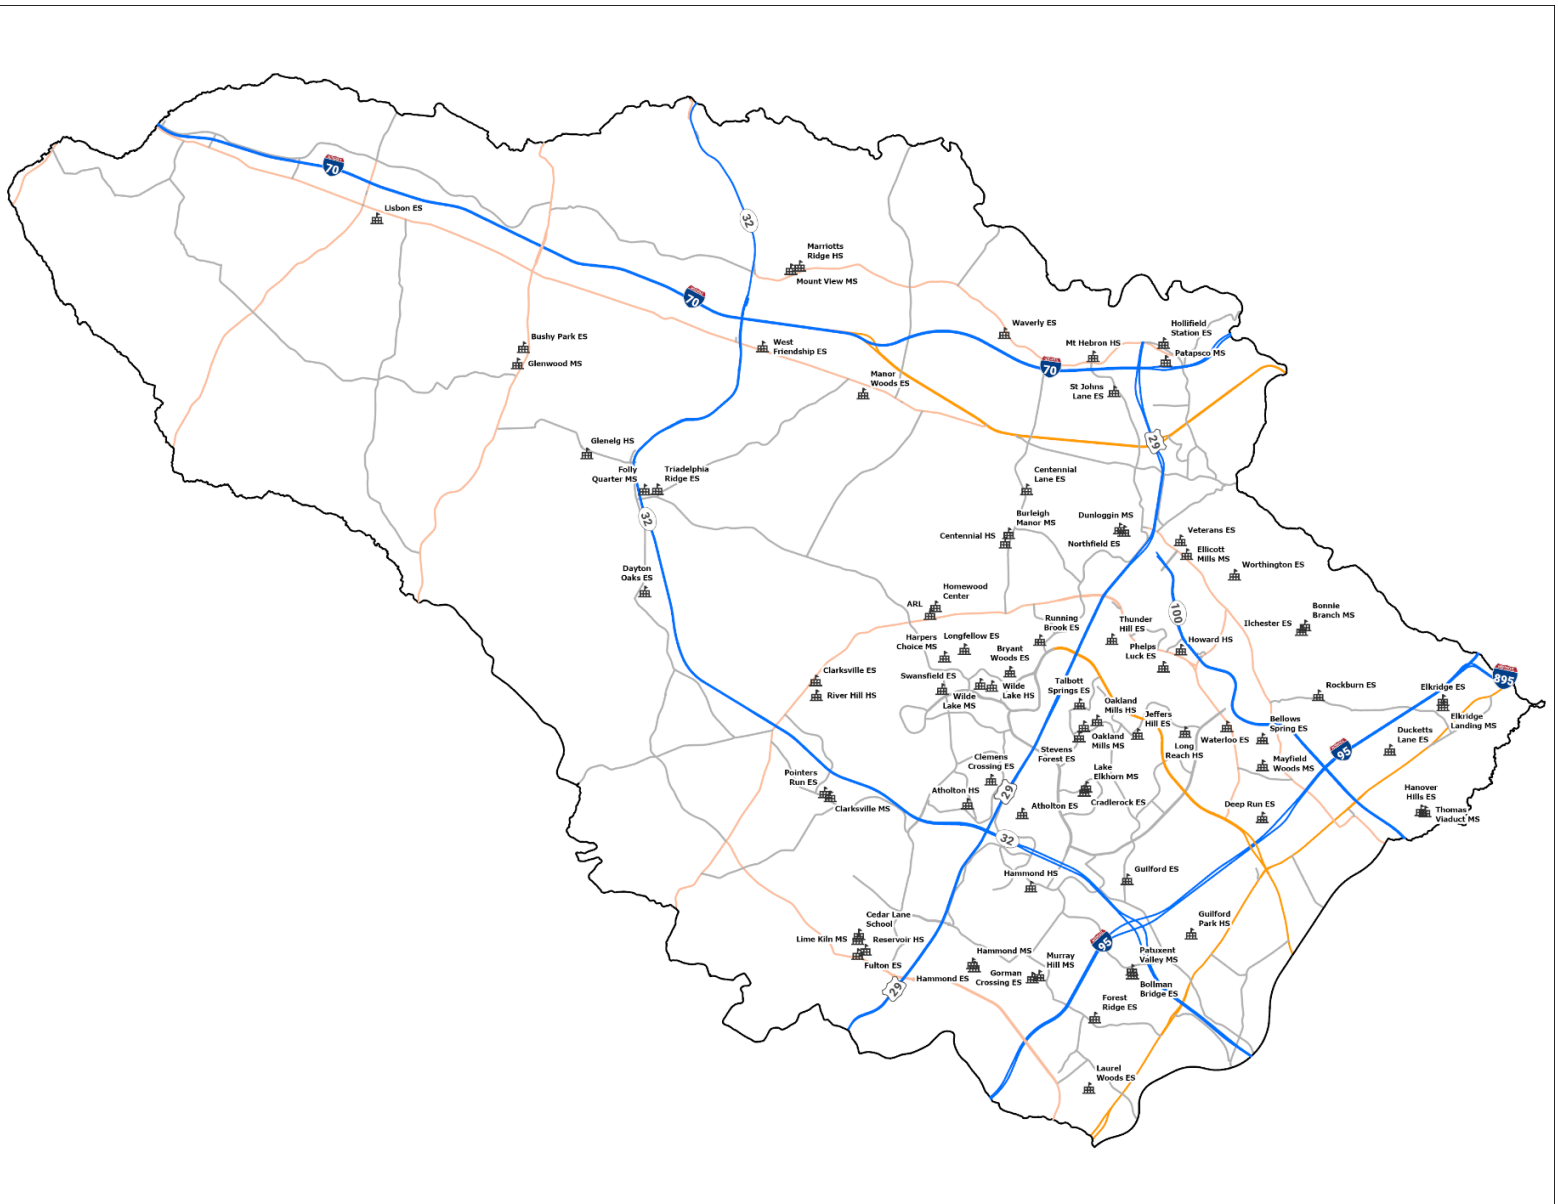 70
Lisbon ES
32
Marriotts
Ridge HS
Mount View MS
70
Bushy Park ES
Glenwood MS
West
Friendship ES
Manor
Woods ES
Waverly ES
Mt Hebron HS
Hollifield
Station ES
Patapsco MS
70
St Johns
Lane ES
29
Glenelg HS
Folly
Quarter MS
Triadelphia
Ridge ES
32
Centennial
Lane ES
Burleigh
Manor MS
Centennial HS
Dunloggin MS
Northfield ES
Veterans ES
Ellicott
Mills MS
Worthington ES
Dayton
Oaks ES
Homewood
Center
ARL
100
Bonnie
Branch MS
Ilchester ES
Running
Brook ES
Thunder
Hill ES
Howard HS
Phelps
Luck ES
Harpers
Choice MS
Longfellow ES
Bryant
Woods ES
Clarksville ES
River Hill HS
Swansfield ES
Wilde
Lake MS
Wilde
Lake HS
Talbott
Springs ES
Oakland
Mills HS
Oakland
Mills MS
Jeffers
Hill ES
Stevens
Forest ES
Long
Reach HS
Waterloo ES
Bellows
Spring ES
Mayfield
Woods MS
Rockburn ES
Elkridge ES
895
Elkridge
Landing MS
Ducketts
Lane ES
95
Clemens
Crossing ES
Lake
Elkhorn MS
Cradlerock ES
Pointers
Run ES
Clarksville MS
Atholton HS
29
Atholton ES
Deep Run ES
Hanover
Hills ES
Thomas
Viaduct MS
32
Hammond HS
Guilford ES
Cedar Lane
School
Lime Kiln MS
Reservoir HS
Fulton ES
Guilford
Park HS
95
Hammond MS
Hammond ES
Gorman
Crossing ES
Murray
Hill MS
Patuxent
Valley MS
Bollman
Bridge ES
29
Forest
Ridge ES
Laurel
Woods ES